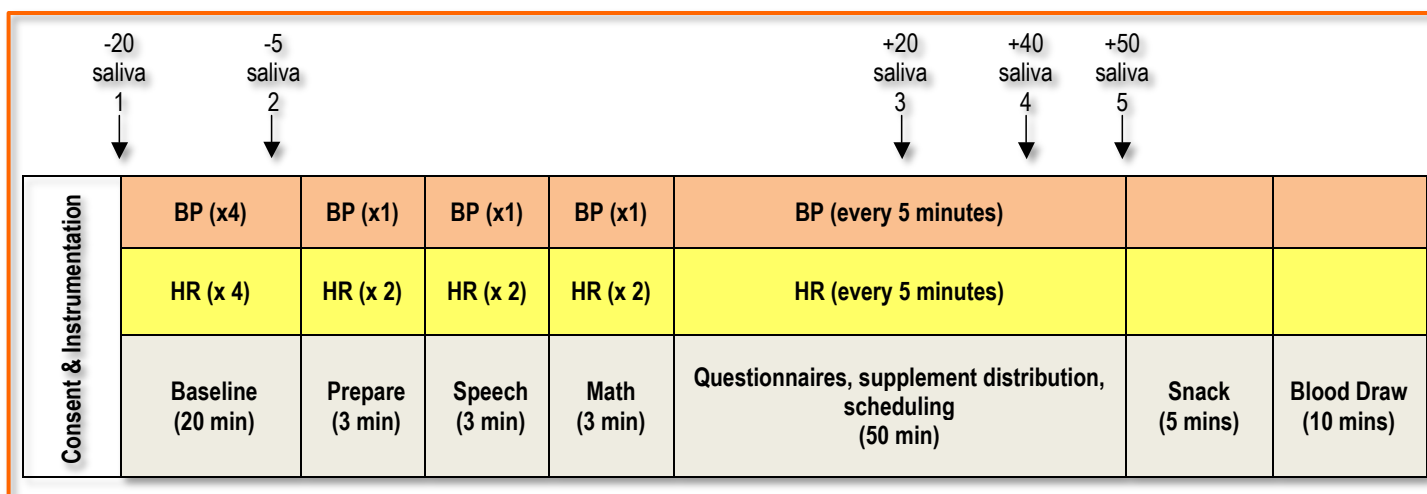 -20
saliva
1
-5
saliva
2
+20
saliva
3
+40
saliva
4
+50
saliva
5
Consent & Instrumentation
BP (x4)
BP (x1)
BP (x1)
BP (x1)
BP (every 5 minutes)
HR (x 4)
HR (x 2)
HR (x 2)
HR (x 2)
HR (every 5 minutes)
Baseline
(20 min)
Prepare
(3 min)
Speech
(3 min)
Math
(3 min)
Questionnaires, supplement distribution,
scheduling
(50 min)
Snack
(5 mins)
Blood Draw
(10 mins)